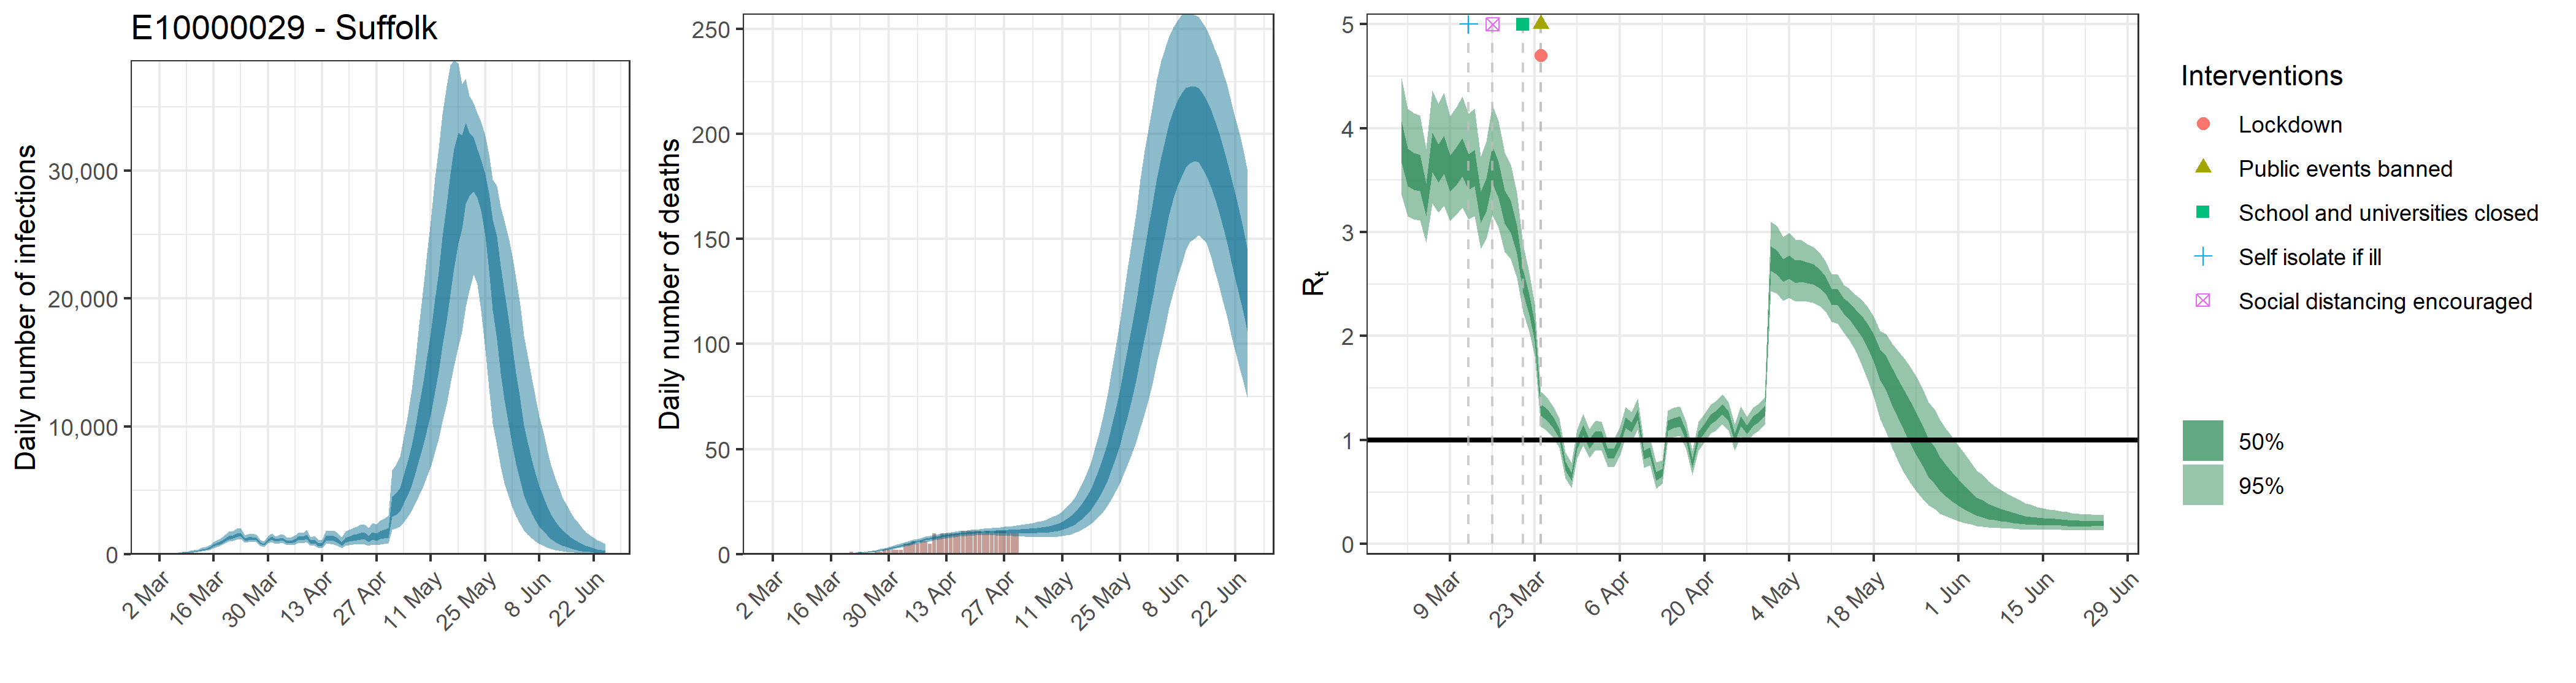 E10000029 - Suffolk
Daily number of infections
30,000
20,000
10,000
0
2 Mar
16 Mar
30 Mar
13 Apr
27 Apr
11 May
25 May
8 Jun
22 Jun
Daily number of deaths
250
200
150
100
50
0
2 Mar
16 Mar
30 Mar
13 Apr
27 Apr
11 May
25 May
8 Jun
22 Jun
Rt
5
4
3
2
1
0
9 Mar
23 Mar
6 Apr
20 Apr
4 May
18 May
1 Jun
15 Jun
29 Jun
Interventions
Lockdown
Public events banned
School and universities closed
Self isolate if ill
Social distancing encouraged
50%
95%